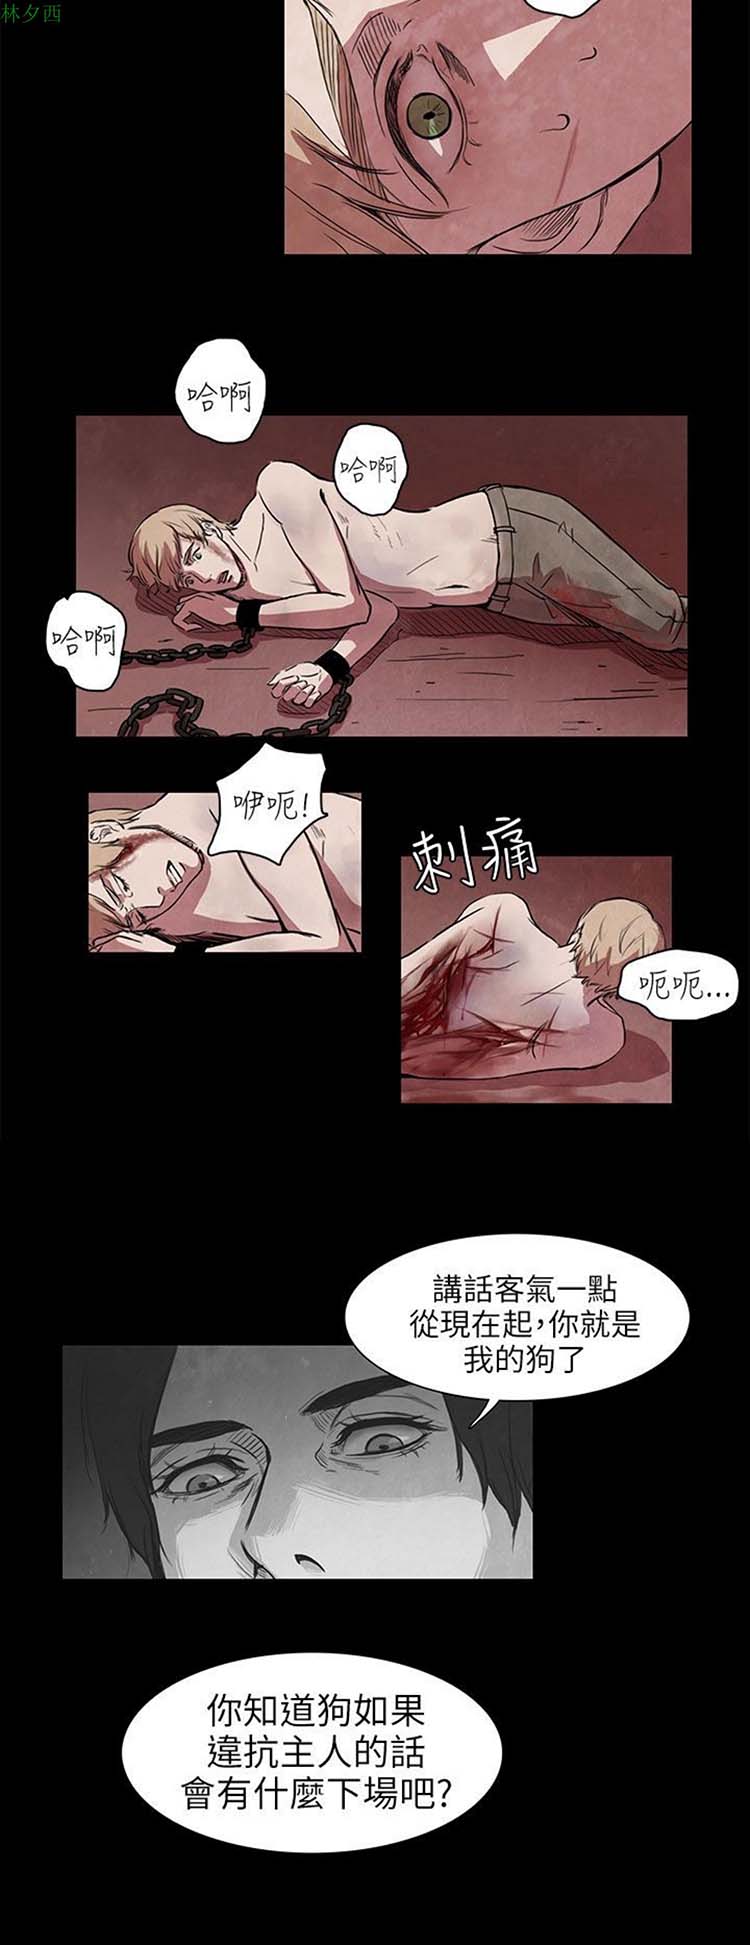 林夕西
哈啊
哈啊
哈啊
咿呃!
刺痛
呃呃...
講話客氣一點
從現在起,你就是
我的狗了
你知道狗如果
違抗主人的話
會有什麼下場吧?